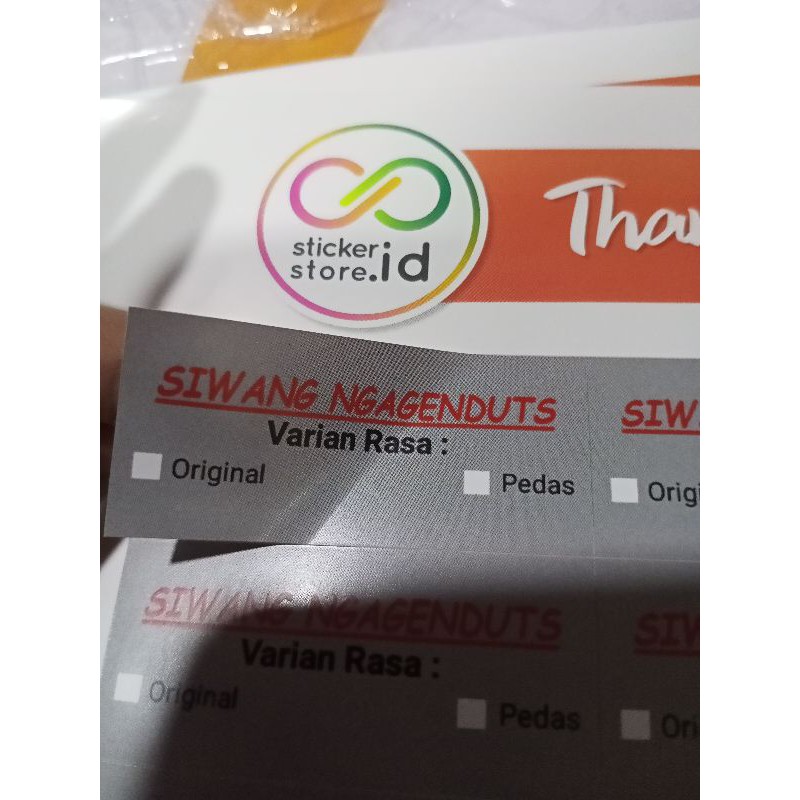 sticker
store.id
SIWANG NGAGENDUTS
Varian Rasa :
Original
Pedas
SIWANG NGAGENDUTS
Varian Rasa :
Original
Pedas